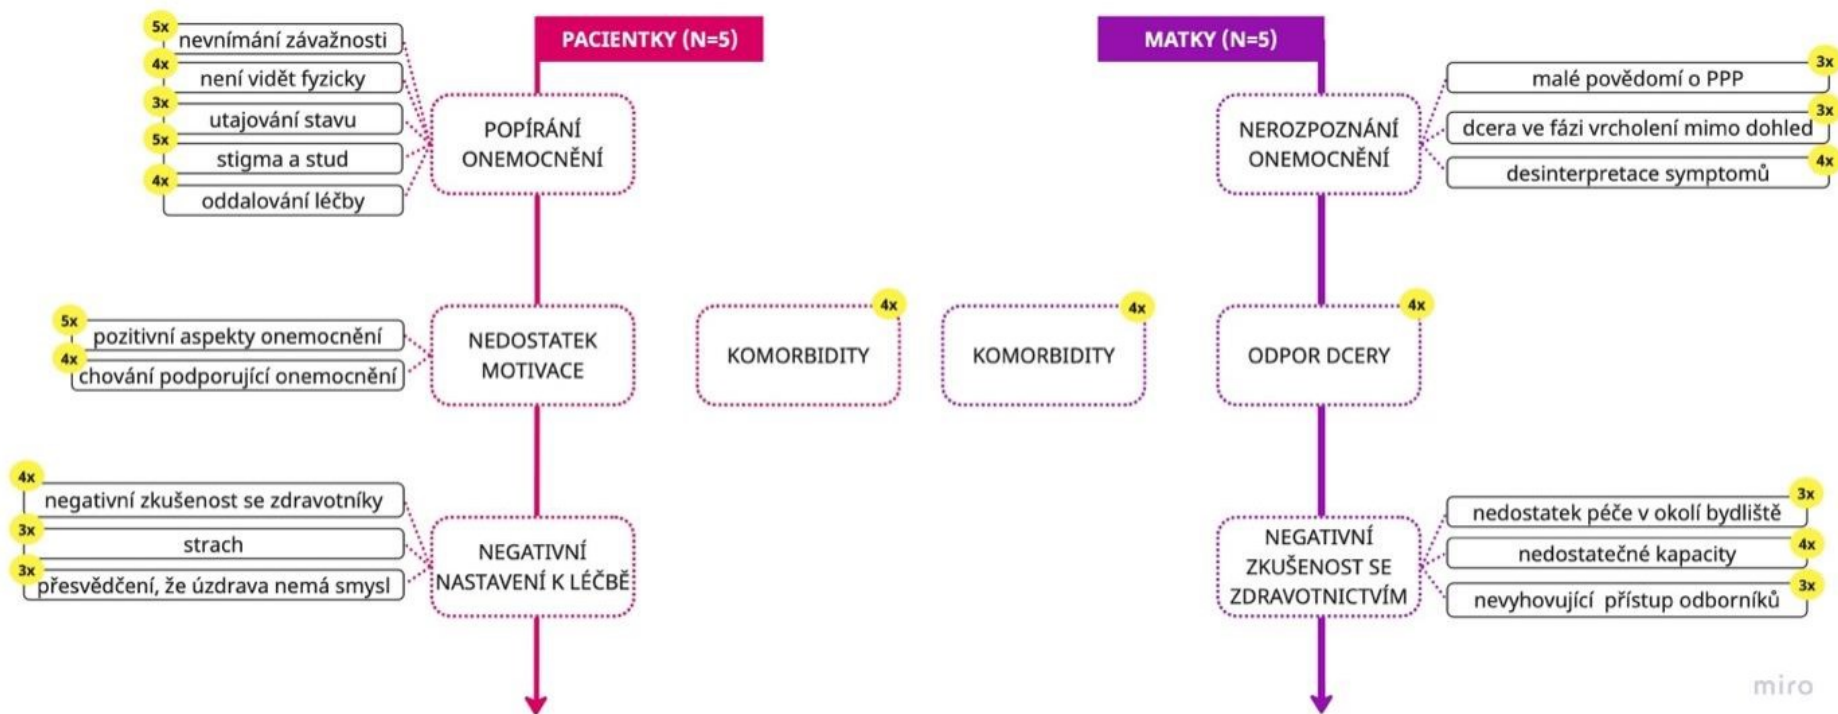 PACIENTKY (N=5)
5x
nevnímání závažnosti
4x
není vidět fyzicky
3x
utajování stavu
5x
stigma a stud
4x
oddalování léčby
POPÍRÁNÍ
ONEMOCNĚNÍ
5x
pozitivní aspekty onemocnění
4x
chování podporující onemocnění
NEDOSTATEK
MOTIVACE
4x
KOMORBIDITY
4x
negativní zkušenost se zdravotníky
3x
strach
3x
přesvědčení, že úzdrava nemá smysl
NEGATIVNÍ
NASTAVENÍ K LÉČBĚ
MATKY (N=5)
NEROZPOZNÁNÍ
ONEMOCNĚNÍ
3x
malé povědomí o PPP
3x
dcera ve fázi vrcholení mimo dohled
4x
desinterpretace symptomů
4x
KOMORBIDITY
4x
ODPOR DCERY
NEGATIVNÍ
ZKUŠENOST SE
ZDRAVOTNICTVÍM
3x
nedostatek péče v okolí bydliště
4x
nedostatečné kapacity
3x
nevyhovující přístup odborníků
miro